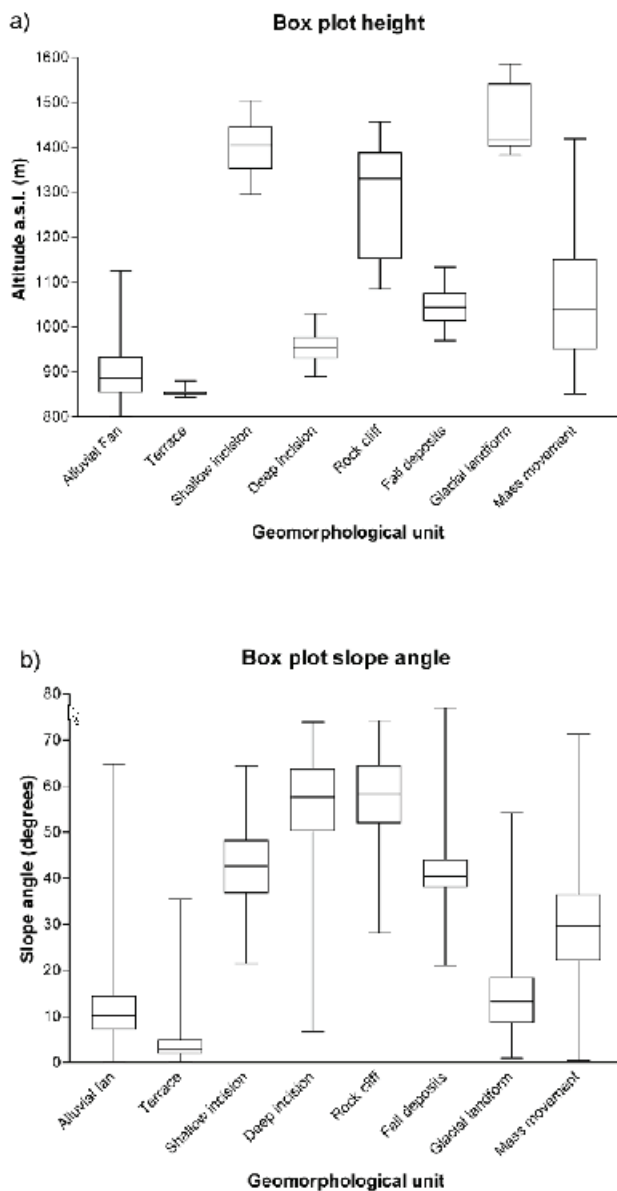 a)
Box plot height
Altitude a.s.l. (m)
1600
1500
1400
1300
1200
1100
1000
900
800
Alluvial Fan
Terrace
Shallow incision
Deep incision
Rock cliff
Fall deposits
Glacial landform
Mass movement
Geomorphological unit
b)
Box plot slope angle
Slope angle (degrees)
80
70
60
50
40
30
20
10
0
Alluvial fan
Terrace
Shallow incision
Deep incision
Rock cliff
Fall deposits
Glacial landform
Mass movement
Geomorphological unit